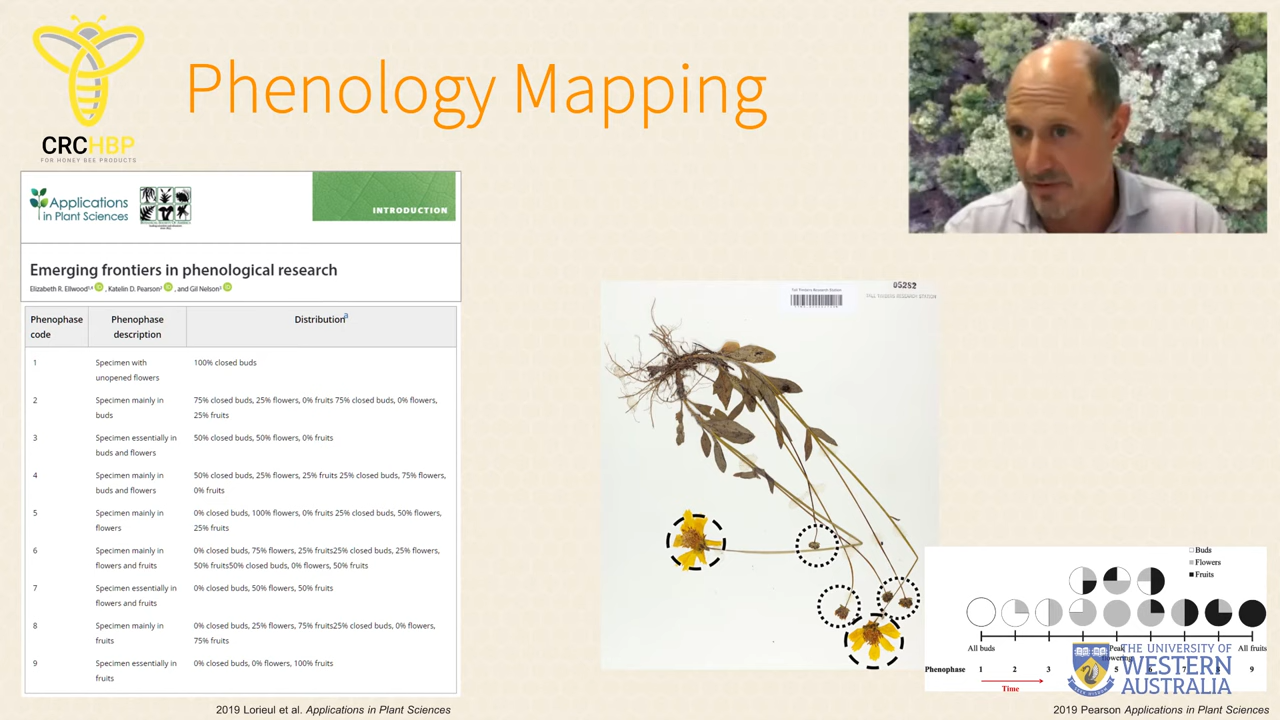 CRCHBP
FOR HONEY BEE PRODUCTS
Phenology Mapping
Applications
in Plant Sciences
INTRODUCTION
Emerging frontiers in phenological research
Elizabeth R. Ellwood, Katelin D. Pearson, and Gil Nelson
Phenophase code Phenophase description Distribution a
1 Specimen with unopened flowers 100% closed buds
2 Specimen mainly in buds 75% closed buds, 25% flowers, 0% fruits 75% closed buds, 0% flowers, 25% fruits
3 Specimen essentially in buds and flowers 50% closed buds, 50% flowers, 0% fruits
4 Specimen mainly in buds and flowers 50% closed buds, 25% flowers, 25% fruits 25% closed buds, 75% flowers, 0% fruits
5 Specimen mainly in flowers 0% closed buds, 100% flowers, 0% fruits 25% closed buds, 50% flowers, 25% fruits
6 Specimen mainly in flowers and fruits 0% closed buds, 75% flowers, 25% fruits25% closed buds, 25% flowers, 50% fruits50% closed buds, 0% flowers, 50% fruits
7 Specimen essentially in flowers and fruits 0% closed buds, 50% flowers, 50% fruits
8 Specimen mainly in fruits 0% closed buds, 25% flowers, 75% fruits25% closed buds, 0% flowers, 75% fruits
9 Specimen essentially in fruits 0% closed buds, 0% flowers, 100% fruits
2019 Lorieul et al. Applications in Plant Sciences
Tall Timbers Research Station
05252
TALL TIMBERS RESEARCH STATION
Buds
Flowers
Fruits
All buds Peak flowering All fruits
Phenophase 1 2 3 5 9
Time
THE UNIVERSITY OF
WESTERN
AUSTRALIA
2019 Pearson Applications in Plant Sciences